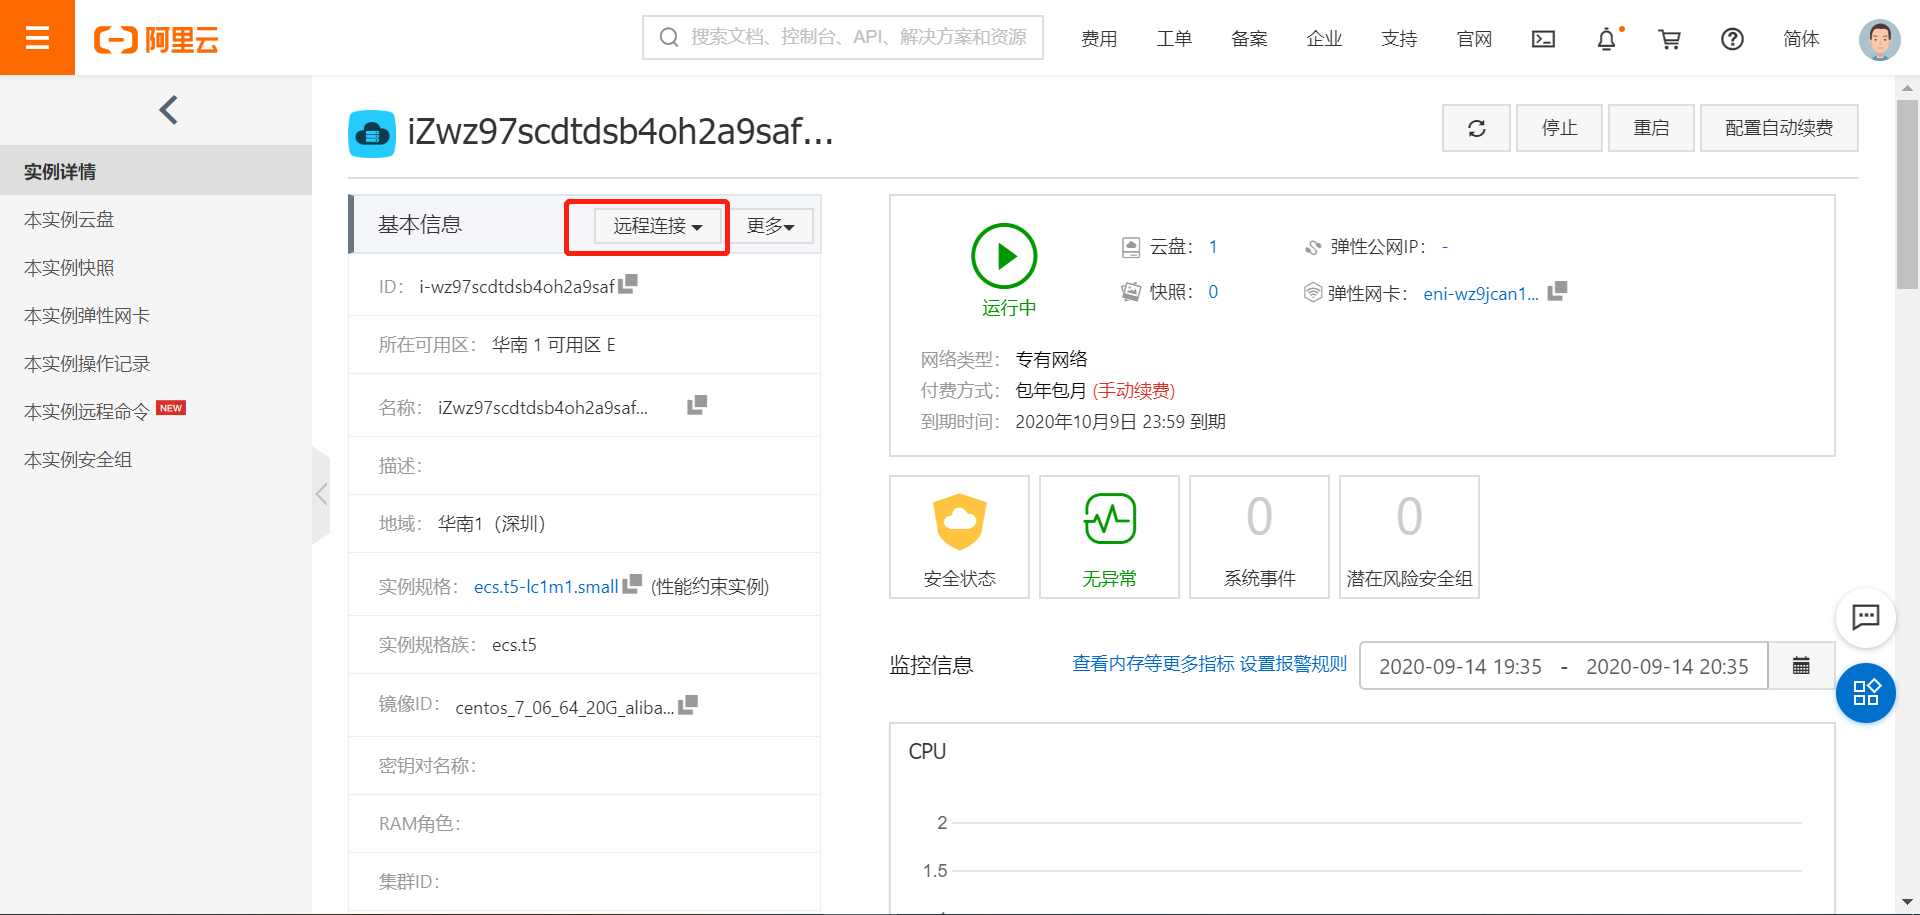 阿里云
搜索文档、控制台、API、解决方案和资源
费用 工单 备案 企业 支持 官网 简体
实例详情
本实例云盘
本实例快照
本实例弹性网卡
本实例操作记录
本实例远程命令 NEW
本实例安全组
iZwz97scdtdsb4oh2a9saf...
停止 重启 配置自动续费
基本信息 远程连接 更多
ID： i-wz97scdtdsb4oh2a9saf
所在可用区： 华南 1 可用区 E
名称： iZwz97scdtdsb4oh2a9saf...
描述：
地域： 华南1（深圳）
实例规格： ecs.t5-lc1m1.small (性能约束实例)
实例规格族： ecs.t5
镜像ID： centos_7_06_64_20G_aliba...
密钥对名称：
RAM角色：
集群ID：
运行中
云盘： 1 弹性公网IP： -
快照： 0 弹性网卡： eni-wz9jcan1...
网络类型： 专有网络
付费方式： 包年包月 (手动续费)
到期时间： 2020年10月9日 23:59 到期
安全状态
无异常
0
系统事件
0
潜在风险安全组
监控信息 查看内存等更多指标 设置报警规则 2020-09-14 19:35 - 2020-09-14 20:35
CPU
2
1.5